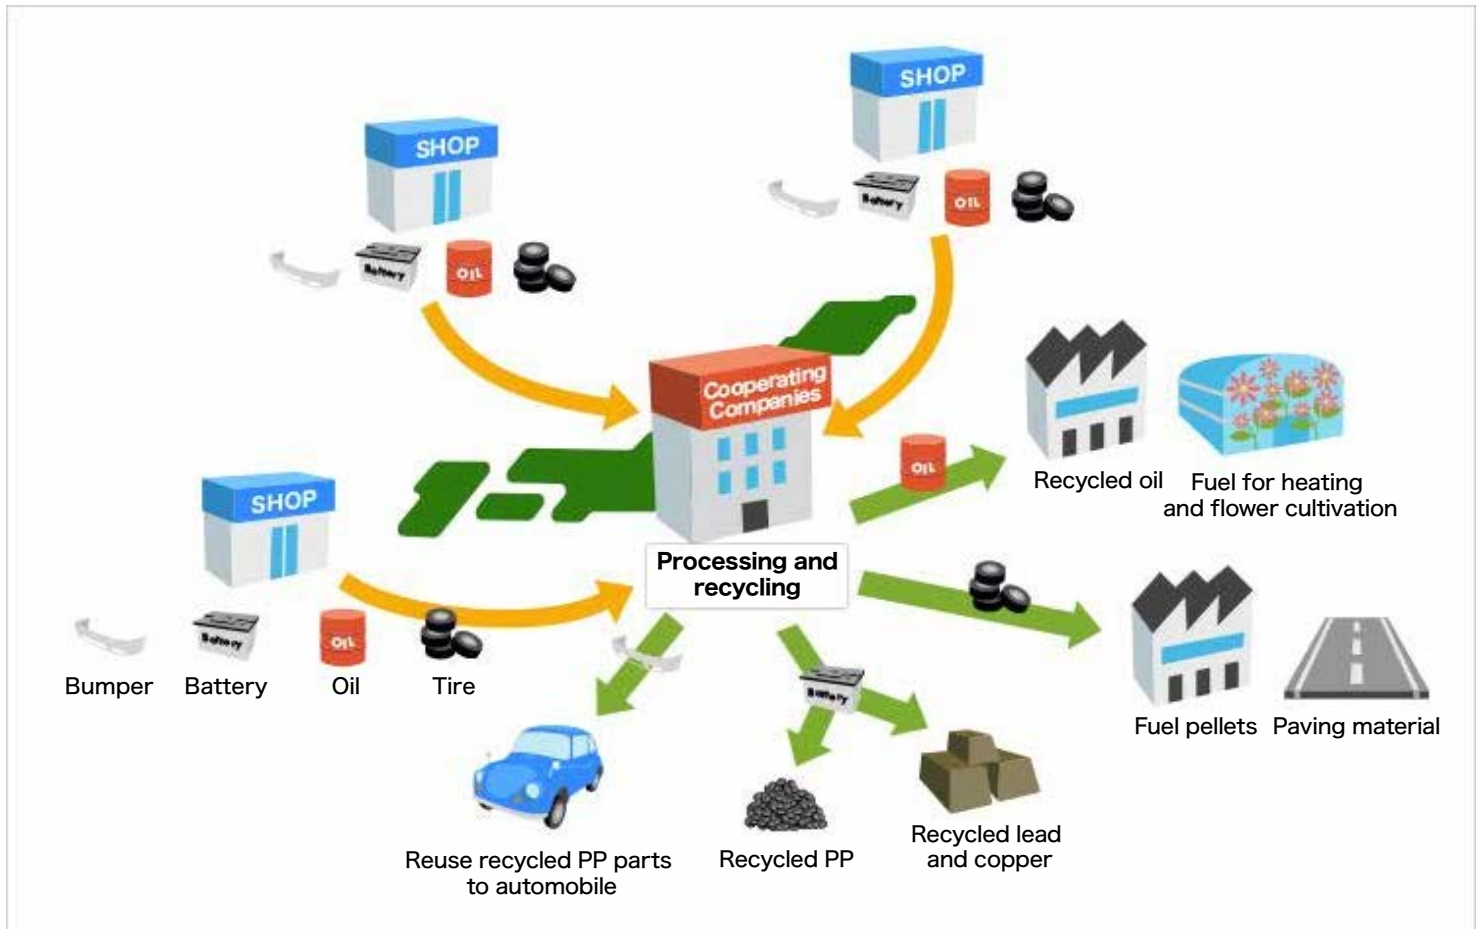 SHOP
Battery
OIL
SHOP
Battery
OIL
Cooperating
Companies
SHOP
Battery
OIL
Bumper
Battery
Oil
Tire
Processing and
recycling
OIL
Recycled oil
Fuel for heating
and flower cultivation
Fuel pellets
Paving material
Battery
Reuse recycled PP parts
to automobile
Recycled PP
Recycled lead
and copper